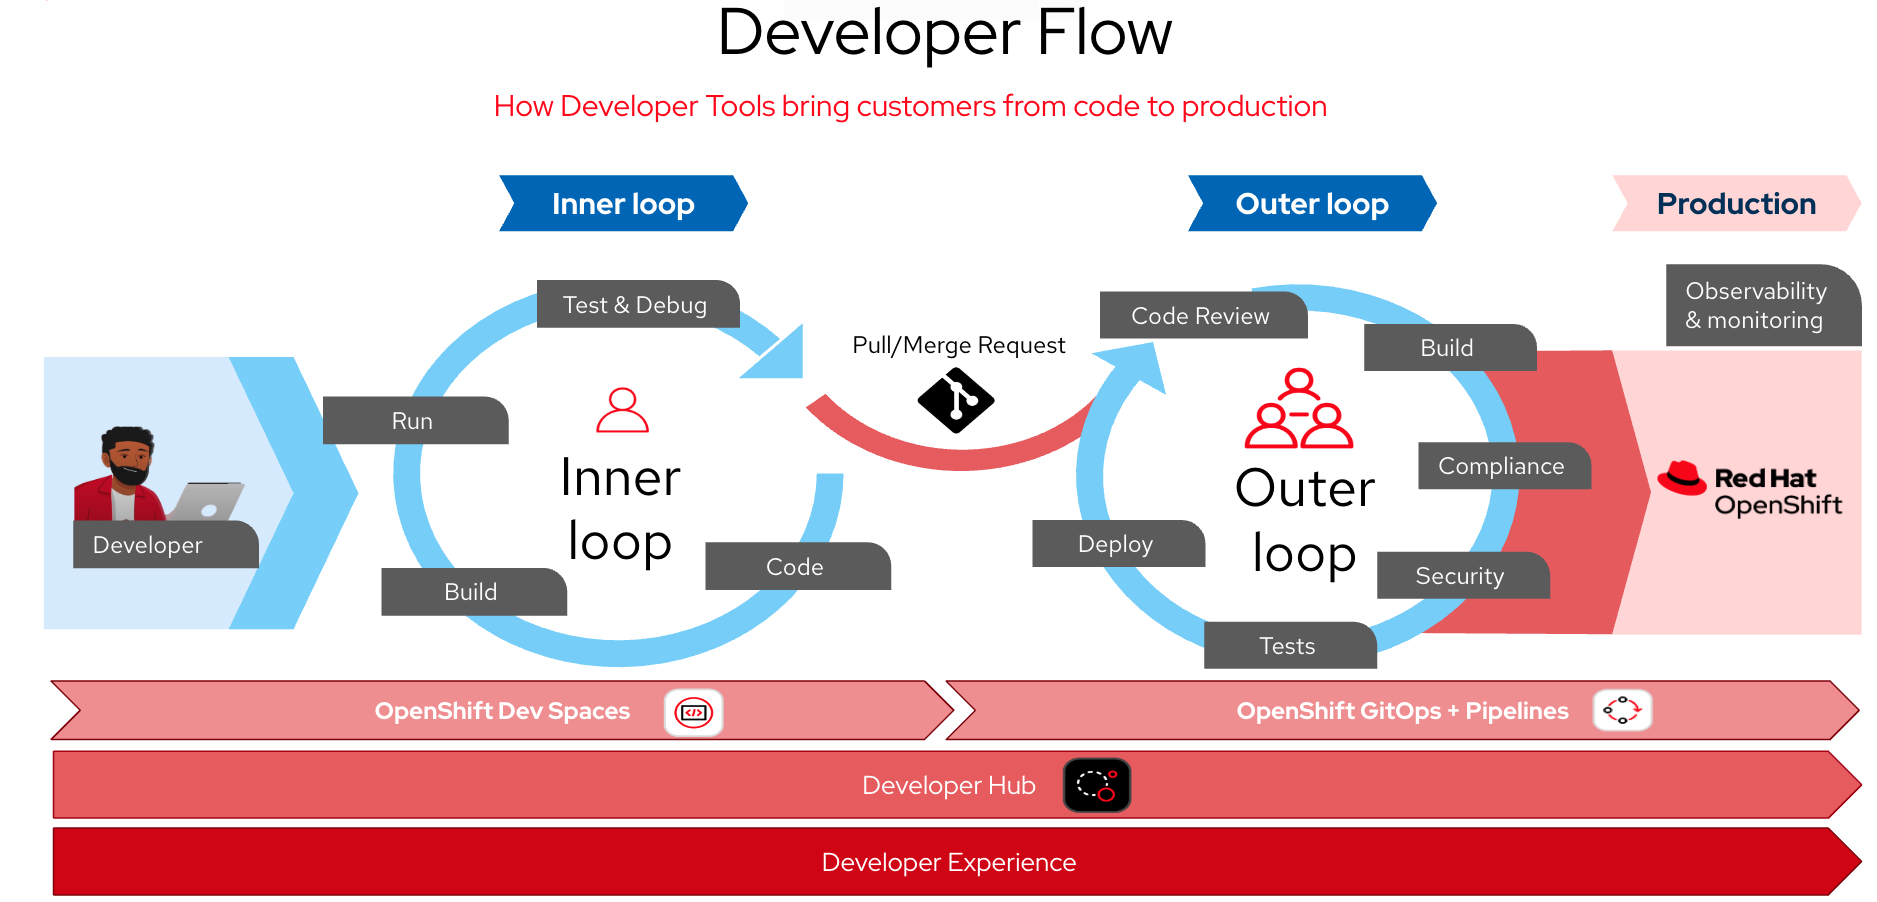 Developer Flow
How Developer Tools bring customers from code to production
Inner loop
Outer loop
Production
Test & Debug
Run
Build
Code
Inner
loop
Developer
Pull/Merge Request
Code Review
Build
Compliance
Security
Tests
Deploy
Outer
loop
Observability
& monitoring
Red Hat
OpenShift
OpenShift Dev Spaces
OpenShift GitOps + Pipelines
Developer Hub
Developer Experience